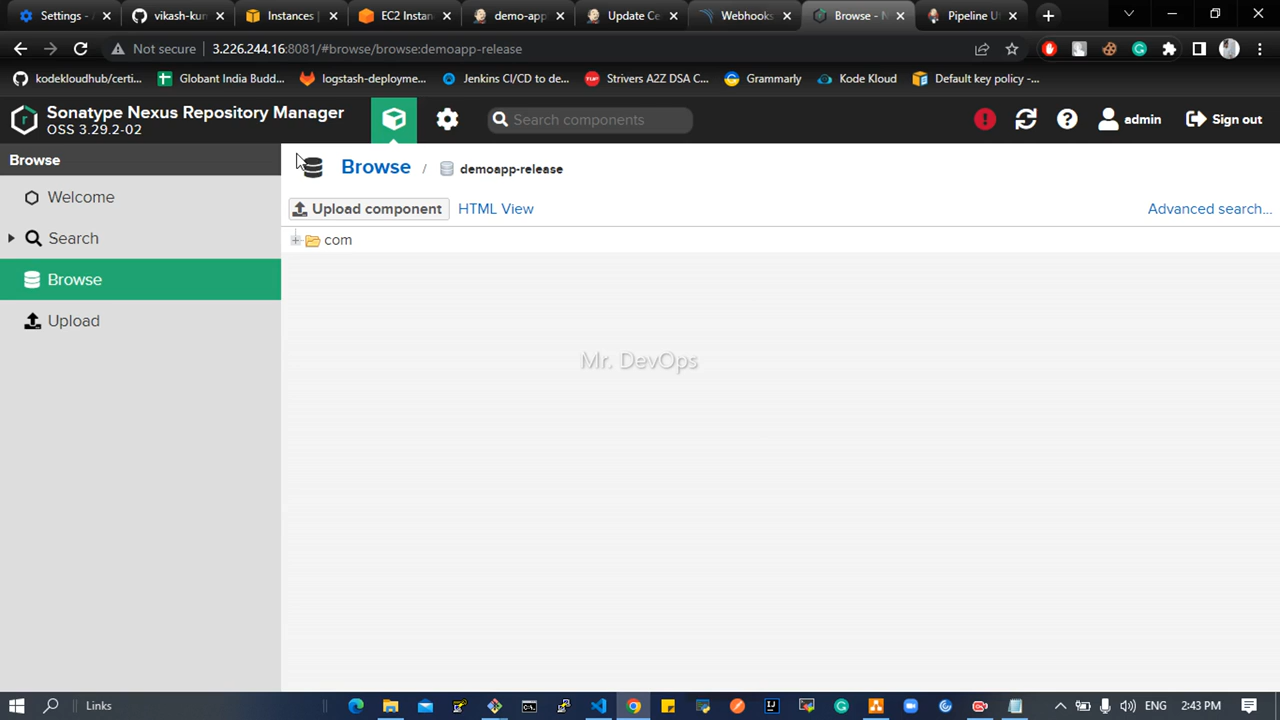 Settings - A
vikash-kun
Instances |
EC2 Instan
demo-app
Update Ce
Webhooks
Browse - N
Pipeline U
Not secure
3.226.244.16:8081/#browse/browse:demoapp-release
kodekloudhub/certi...
Globant India Budd...
logstash-deployme...
Jenkins CI/CD to de...
Strivers A2Z DSA C...
Grammarly
Kode Kloud
Default key policy -...
Sonatype Nexus Repository Manager
OSS 3.29.2-02
Search components
admin
Sign out
Browse
Browse / demoapp-release
Welcome
Upload component
HTML View
Advanced search...
Search
com
Browse
Upload
Mr. DevOps
Links
ENG
2:43 PM